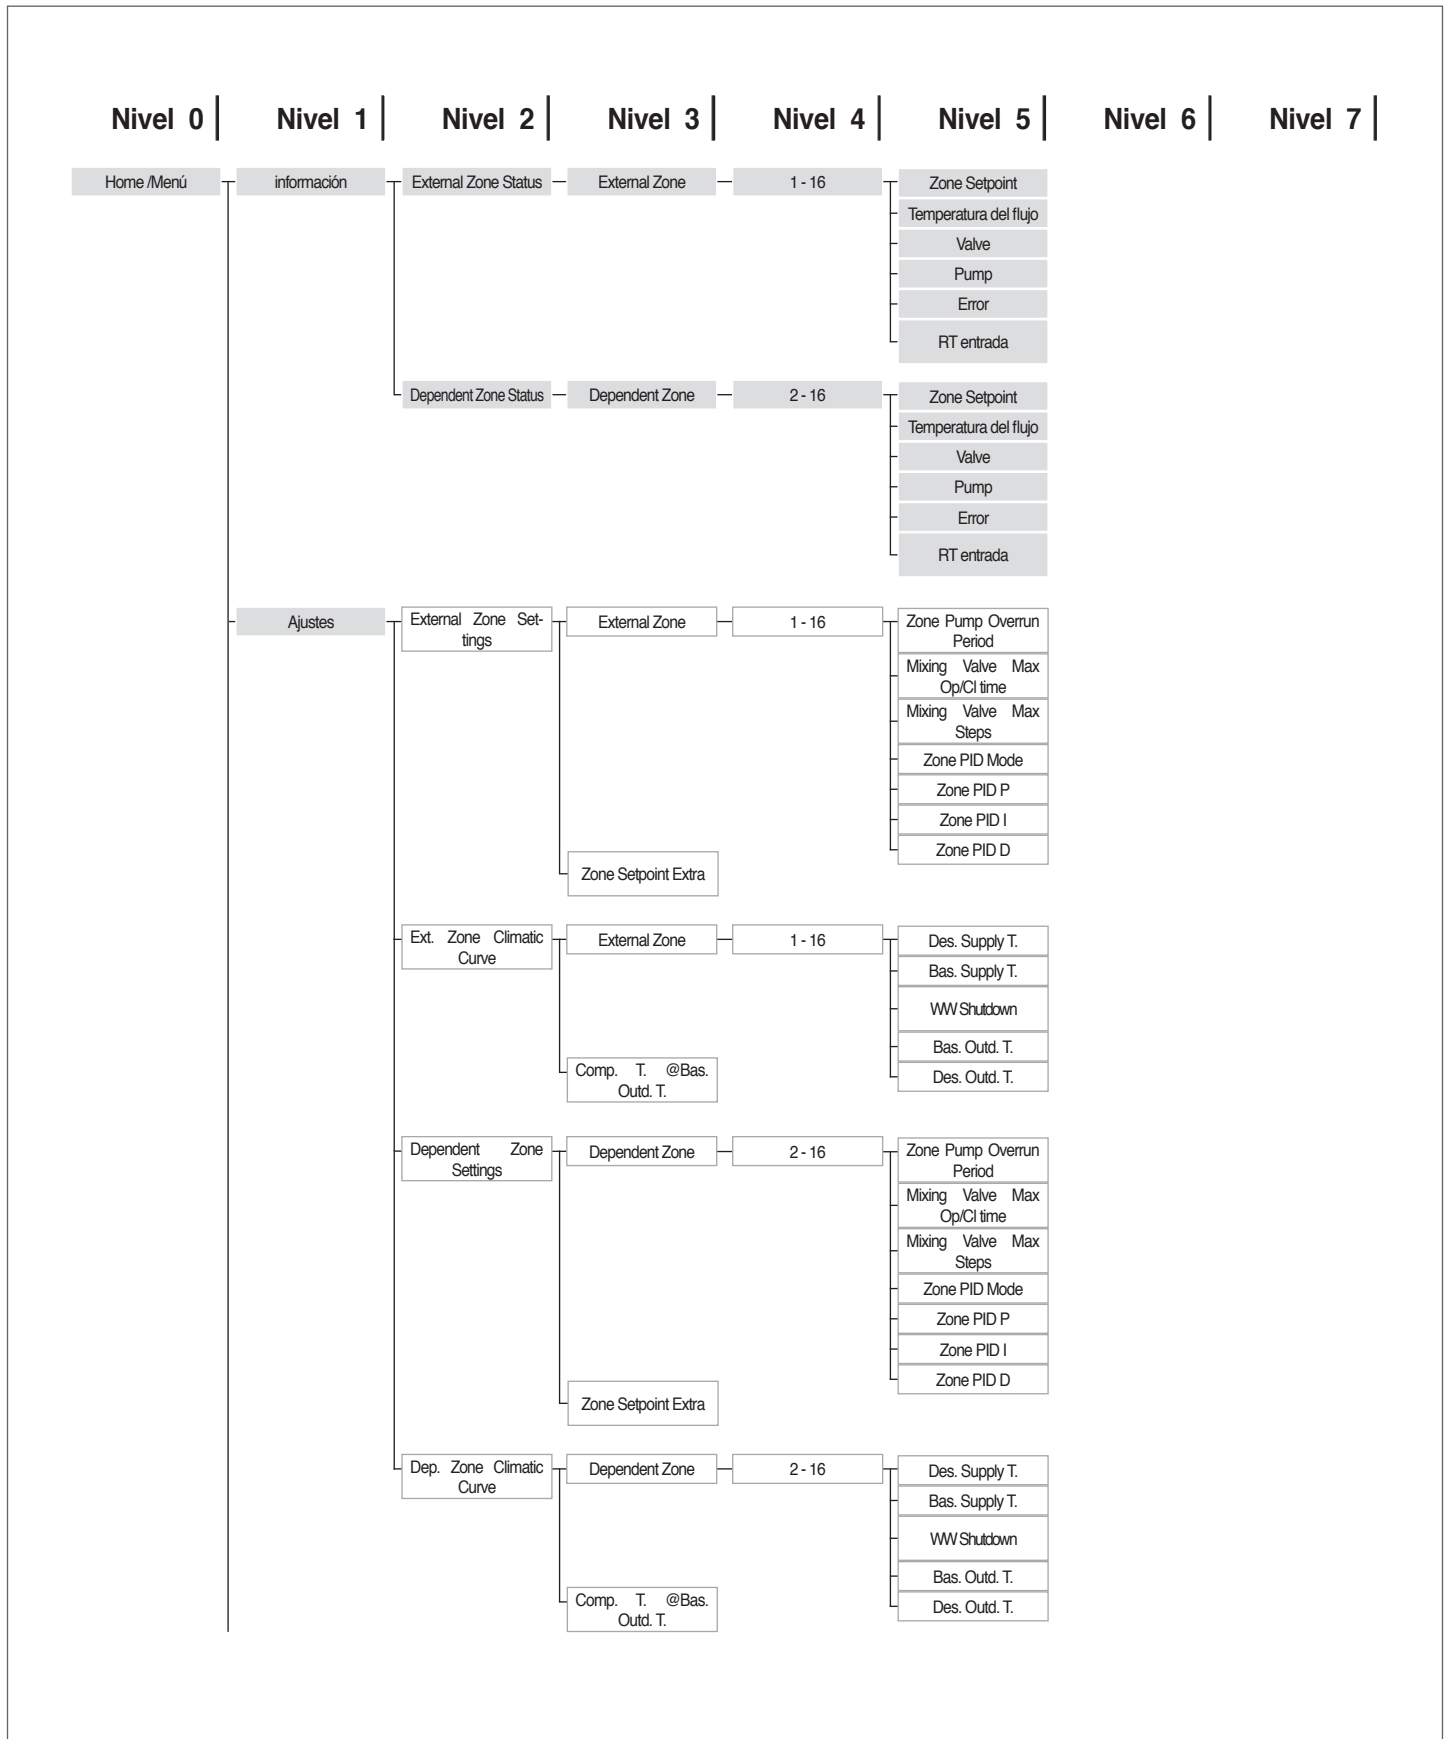 Nivel 0 Nivel 1 Nivel 2 Nivel 3 Nivel 4 Nivel 5 Nivel 6 Nivel 7
Home /Menú información External Zone Status External Zone 1 - 16 Zone Setpoint
Temperatura del flujo
Valve
Pump
Error
RT entrada
Dependent Zone Status Dependent Zone 2 - 16 Zone Setpoint
Temperatura del flujo
Valve
Pump
Error
RT entrada
Ajustes
External Zone Set-
tings
External Zone
1 - 16
Zone Pump Overrun
Period
Mixing Valve Max
Op/Cl time
Mixing Valve Max
Steps
Zone PID Mode
Zone PID P
Zone PID I
Zone PID D
Zone Setpoint Extra
Ext. Zone Climatic
Curve
External Zone
1 - 16
Des. Supply T.
Bas. Supply T.
WW Shutdown
Bas. Outd. T.
Des. Outd. T.
Comp. T. @Bas.
Outd. T.
Dependent Zone
Settings
Dependent Zone
2 - 16
Zone Pump Overrun
Period
Mixing Valve Max
Op/Cl time
Mixing Valve Max
Steps
Zone PID Mode
Zone PID P
Zone PID I
Zone PID D
Zone Setpoint Extra
Dep. Zone Climatic
Curve
Dependent Zone
2 - 16
Des. Supply T.
Bas. Supply T.
WW Shutdown
Bas. Outd. T.
Des. Outd. T.
Comp. T. @Bas.
Outd. T.